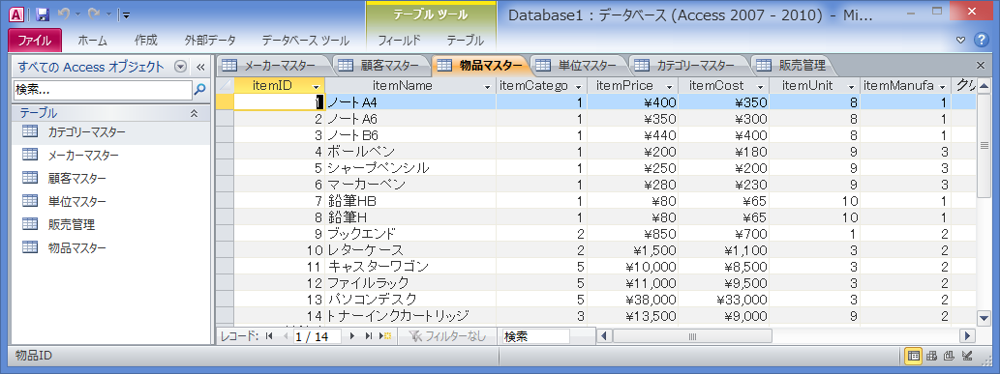 A テーブル ツール Database1 : データベース (Access 2007 - 2010) - Mi...
ファイル ホーム 作成 外部データ データベース ツール フィールド テーブル
すべての Access オブジェクト « メーカーマスター 顧客マスター 物品マスター 単位マスター カテゴリーマスター 販売管理
検索... itemID itemName itemCatego itemPrice itemCost itemUnit itemManufa
テーブル
カテゴリーマスター
メーカーマスター
顧客マスター
単位マスター
販売管理
物品マスター
1 ノートA4 1 ¥400 ¥350 8 1
2 ノートA6 1 ¥350 ¥300 8 1
3 ノートB6 1 ¥440 ¥400 8 1
4 ボールペン 1 ¥200 ¥180 9 3
5 シャープペンシル 1 ¥250 ¥200 9 3
6 マーカーペン 1 ¥280 ¥230 9 3
7 鉛筆HB 1 ¥80 ¥65 10 1
8 鉛筆H 1 ¥80 ¥65 10 1
9 ブックエンド 2 ¥850 ¥700 1 2
10 レターケース 2 ¥1,500 ¥1,100 3 2
11 キャスターワゴン 5 ¥10,000 ¥8,500 3 2
12 ファイルラック 5 ¥11,000 ¥9,500 3 2
13 パソコンデスク 5 ¥38,000 ¥33,000 3 2
14 トナーインクカートリッジ 3 ¥13,500 ¥9,000 9 2
レコード: 1 / 14 フィルターなし 検索
物品ID